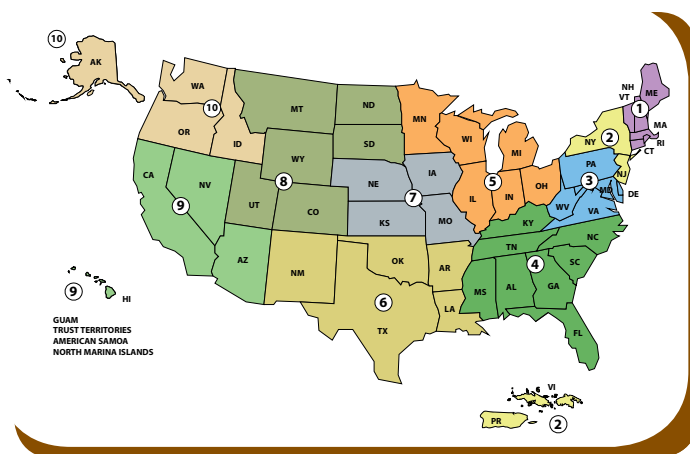 10
AK
WA
MT
ND
MN
OR
10
ID
SD
WI
MI
NH
VT
ME
1
MA
RI
CT
2
NY
NJ
WY
8
CA
NV
NE
IA
5
IL
IN
OH
PA
3
MD
DE
WV
VA
9
UT
CO
7
KS
MO
KY
AZ
NM
OK
AR
TN
NC
4
SC
MS
AL
GA
6
TX
LA
FL
9
HI
GUAM
TRUST TERRITORIES
AMERICAN SAMOA
NORTH MARINA ISLANDS
VI
PR
2